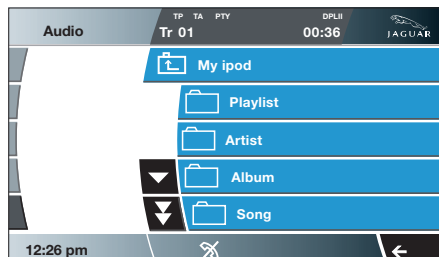 TP TA PTY DPLII
Audio Tr 01 00:36 JAGUAR
My ipod
Playlist
Artist
Album
Song
12:26 pm